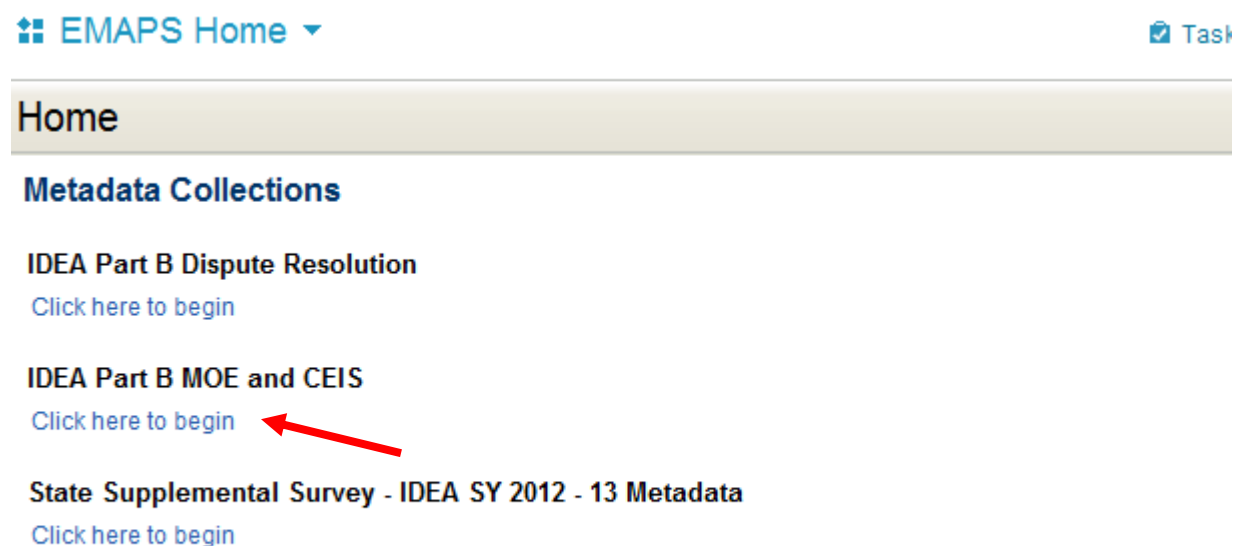 EMAPS Home
Home
Metadata Collections
IDEA Part B Dispute Resolution
Click here to begin
IDEA Part B MOE and CEIS
Click here to begin
State Supplemental Survey - IDEA SY 2012 - 13 Metadata
Click here to begin